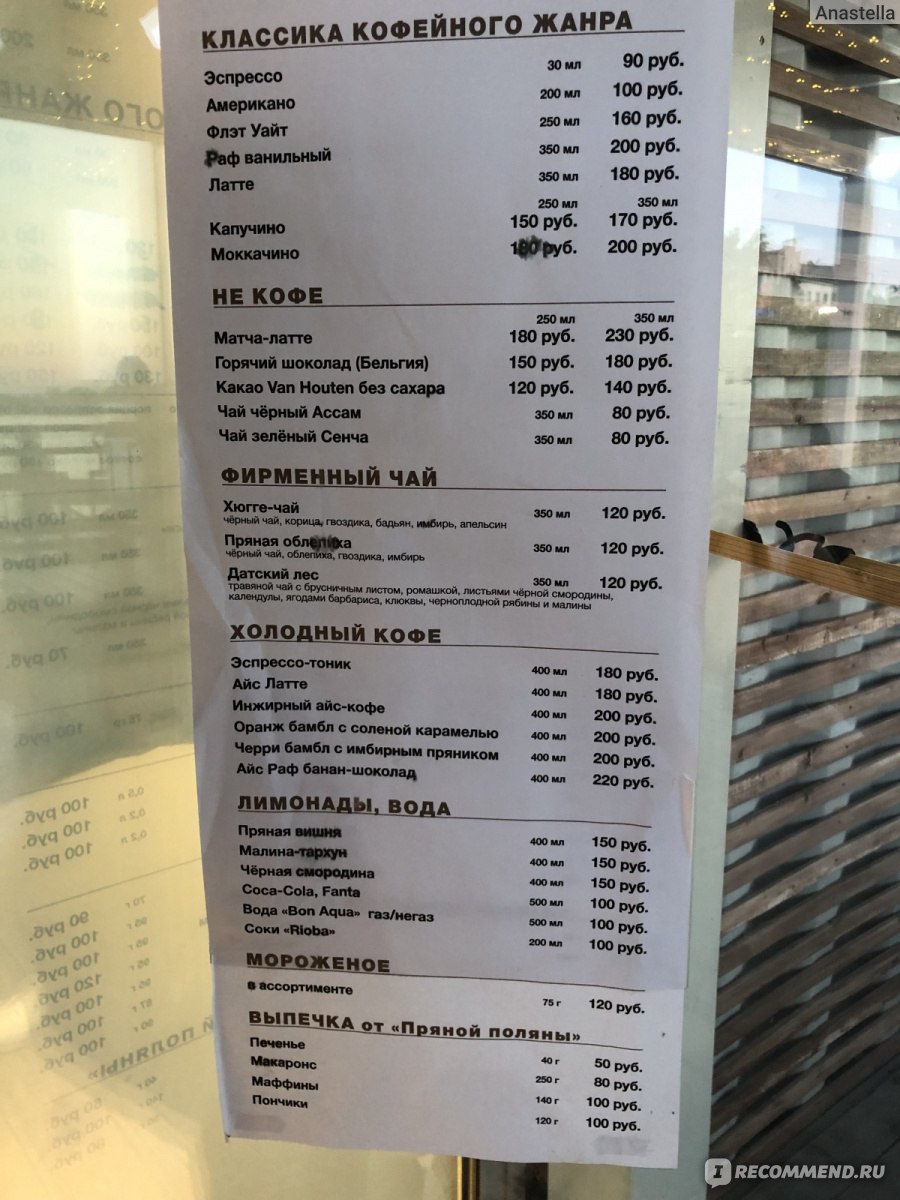 Anastella
КЛАССИКА КОФЕЙНОГО ЖАНРА
Эспрессо 30 мл 90 руб.
Американо 200 мл 100 руб.
Флэт Уайт 250 мл 160 руб.
Раф ванильный 350 мл 200 руб.
Латте 350 мл 180 руб.
250 мл 350 мл
Капучино 150 руб. 170 руб.
Моккачино руб. 200 руб.
НЕ КОФЕ
250 мл 350 мл
Матча-латте 180 руб. 230 руб.
Горячий шоколад (Бельгия) 150 руб. 180 руб.
Какао Van Houten без сахара 120 руб. 140 руб.
Чай чёрный Ассам 350 мл 80 руб.
Чай зелёный Сенча 350 мл 80 руб.
ФИРМЕННЫЙ ЧАЙ
Хюгге-чай 350 мл 120 руб.
чёрный чай, корица, гвоздика, бадьян, имбирь, апельсин
Пряная облепиха 350 мл 120 руб.
чёрный чай, облепиха, гвоздика, имбирь
Датский лес 350 мл 120 руб.
травяной чай с брусничным листом, ромашкой, листьями чёрной смородины,
календулы, ягодами барбариса, клюквы, черноплодной рябины и малины
ХОЛОДНЫЙ КОФЕ
Эспрессо-тоник 400 мл 180 руб.
Айс Латте 400 мл 180 руб.
Инжирный айс-кофе 400 мл 200 руб.
Оранж бамбл с соленой карамелью 400 мл 200 руб.
Черри бамбл с имбирным пряником 400 мл 200 руб.
Айс Раф банан-шоколад 400 мл 220 руб.
ЛИМОНАДЫ, ВОДА
Пряная вишня 400 мл 150 руб.
Малина-тархун 400 мл 150 руб.
Чёрная смородина 400 мл 150 руб.
Coca-Cola, Fanta 500 мл 100 руб.
Вода «Bon Aqua» газ/негаз 500 мл 100 руб.
Соки «Rioba» 200 мл 100 руб.
МОРОЖЕНОЕ
в ассортименте 75 г 120 руб.
ВЫПЕЧКА от «Пряной поляны»
Печенье 40 г 50 руб.
Макаронс 250 г 80 руб.
Маффины 140 г 100 руб.
Пончики 120 г 100 руб.
IRECOMMEND.RU